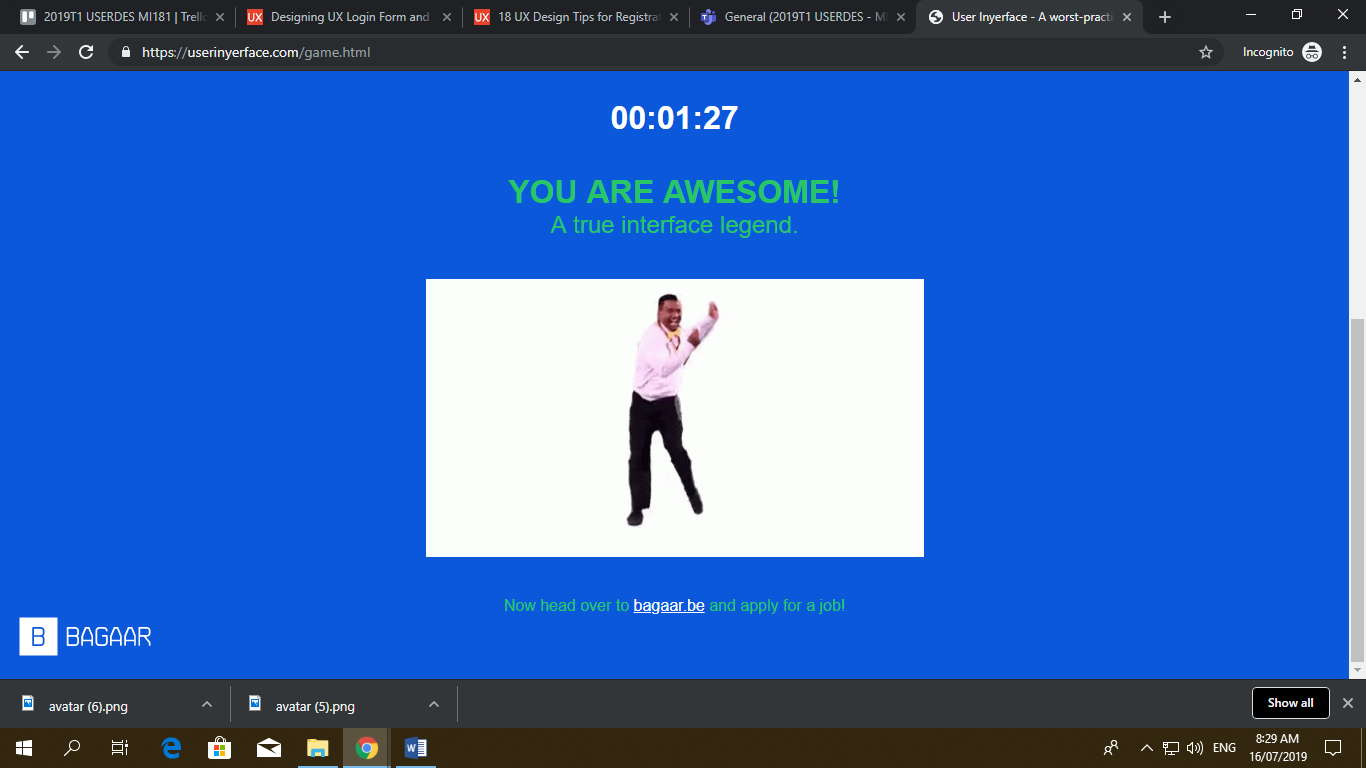 2019T1 USERDES MI181 | Trello
Designing UX Login Form and
18 UX Design Tips for Registrat
General (2019T1 USERDES - MI
User Inyerface - A worst-practi
https://userinyerface.com/game.html
Incognito
00:01:27
YOU ARE AWESOME!
A true interface legend.
Now head over to bagaar.be and apply for a job!
B BAGAAR
avatar (6).png
avatar (5).png
Show all
ENG
8:29 AM
16/07/2019